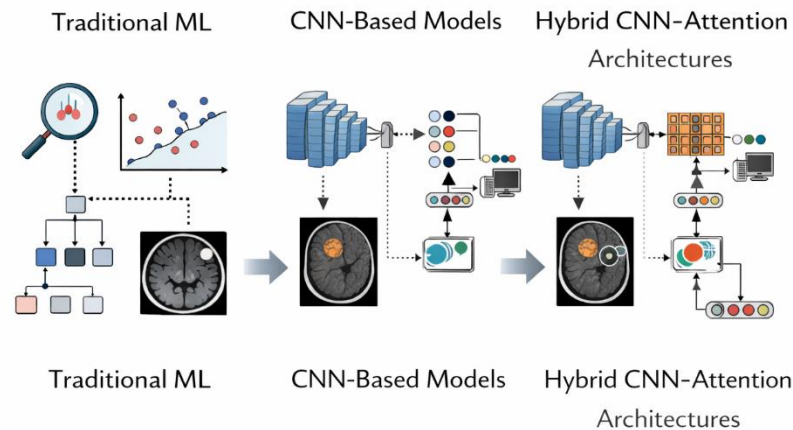 Traditional ML
CNN-Based Models
Hybrid CNN-Attention
Architectures
Traditional ML
CNN-Based Models
Hybrid CNN-Attention
Architectures